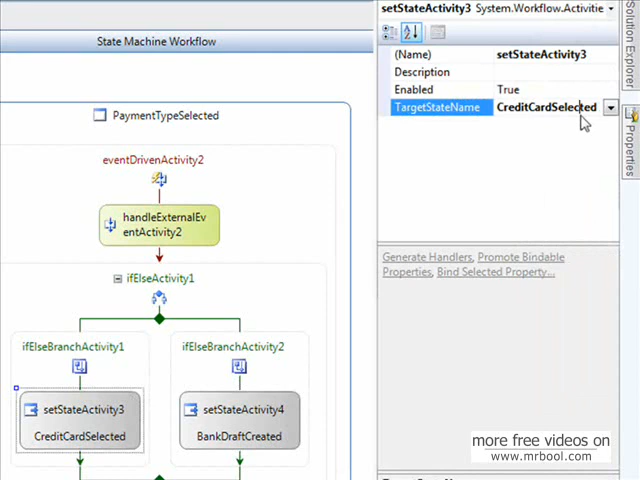 State Machine Workflow
PaymentTypeSelected
eventDrivenActivity2
handleExternalEv
entActivity2
ifElseActivity1
ifElseBranchActivity1
ifElseBranchActivity2
setStateActivity3
CreditCardSelected
setStateActivity4
BankDraftCreated
setStateActivity3 System.Workflow.Activitie
(Name) setStateActivity3
Description
Enabled True
TargetStateName CreditCardSelected
Generate Handlers, Promote Bindable
Properties, Bind Selected Property...
Solution Explorer
Properties
more free videos on
www.mrbool.com